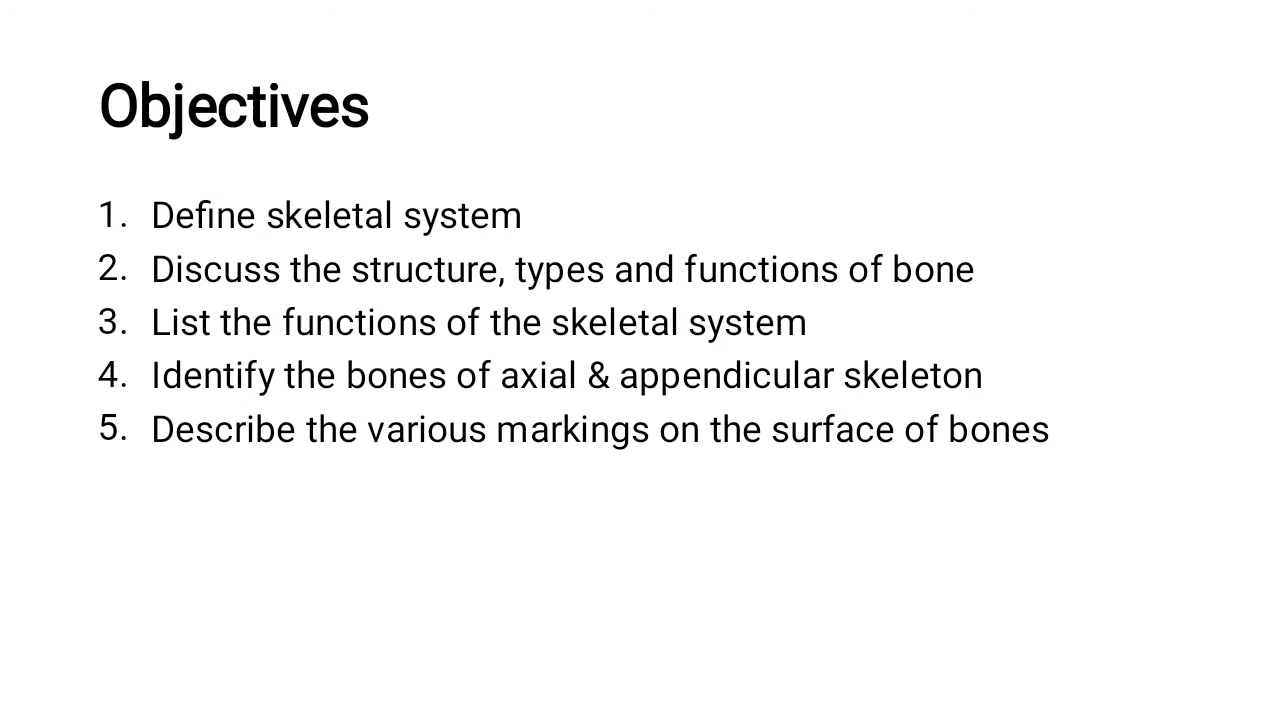 Objectives
1. Define skeletal system
2. Discuss the structure, types and functions of bone
3. List the functions of the skeletal system
4. Identify the bones of axial & appendicular skeleton
5. Describe the various markings on the surface of bones